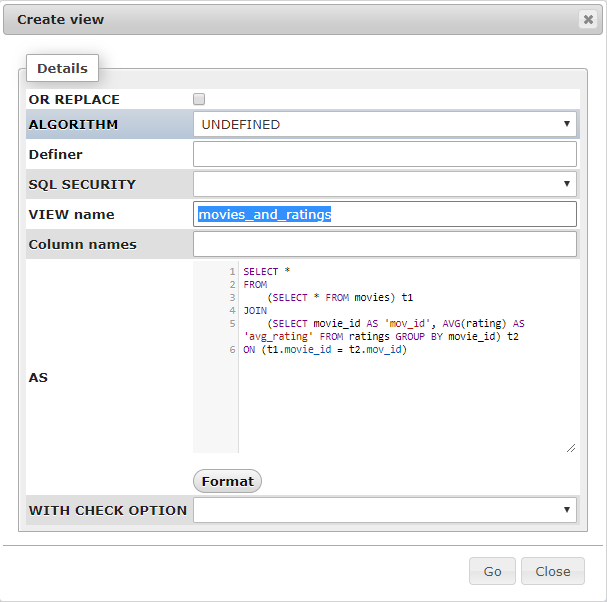 Create view
Details
OR REPLACE
ALGORITHM UNDEFINED
Definer
SQL SECURITY
VIEW name movies_and_ratings
Column names
AS
1 SELECT *
2 FROM
3 (SELECT * FROM movies) t1
4 JOIN
5 (SELECT movie_id AS 'mov_id', AVG(rating) AS
'avg_rating' FROM ratings GROUP BY movie_id) t2
6 ON (t1.movie_id = t2.mov_id)
Format
WITH CHECK OPTION
Go Close